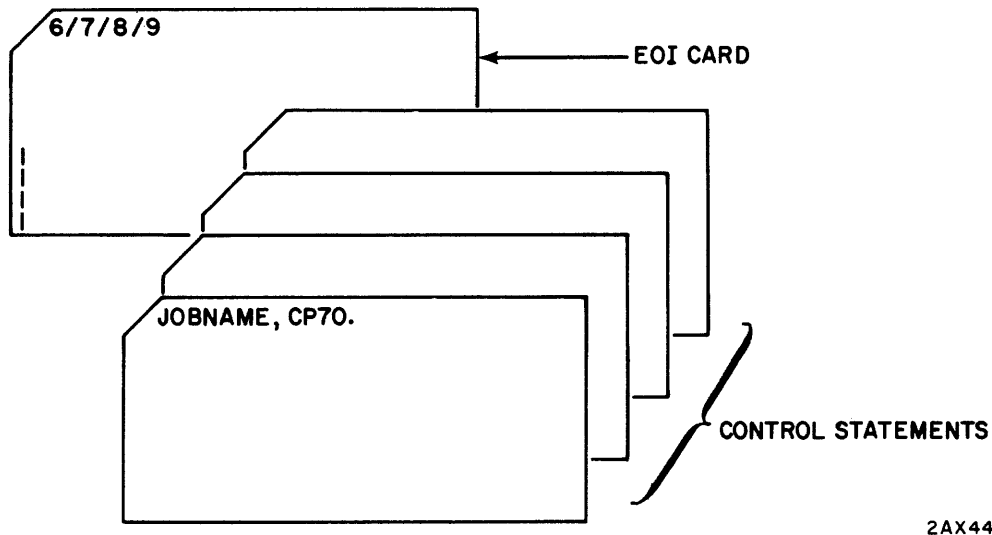 6/7/8/9
EOI CARD
JOBNAME, CP70.
CONTROL STATEMENTS
2AX44